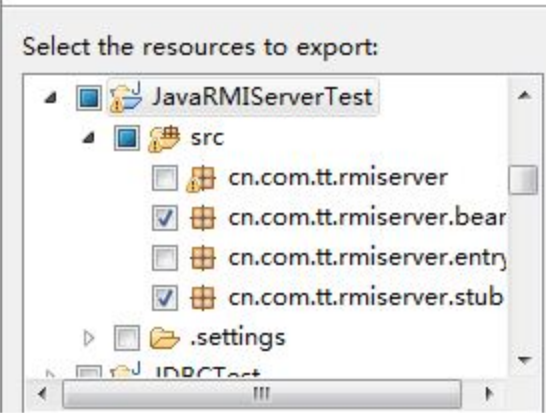 Select the resources to export:
JavaRMIServerTest
src
cn.com.tt.rmiserver
cn.com.tt.rmiserver.bear
cn.com.tt.rmiserver.entry
cn.com.tt.rmiserver.stub
.settings
JDBCTest